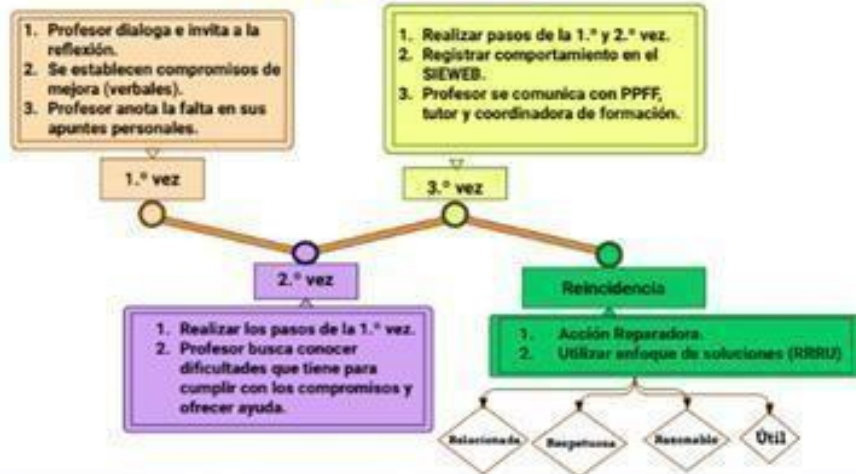 1. Profesor dialoga e invita a la
reflexión.
2. Se establecen compromisos de
mejora (verbales).
3. Profesor anota la falta en sus
apuntes personales.
1.° vez
1. Realizar pasos de la 1.° y 2.° vez.
2. Registrar comportamiento en el
SIEWEB.
3. Profesor se comunica con PPFF,
tutor y coordinadora de formación.
3.° vez
2.° vez
1. Realizar los pasos de la 1.° vez.
2. Profesor busca conocer
dificultades que tiene para
cumplir con los compromisos y
ofrecer ayuda.
Reincidencia
1. Acción Reparadora.
2. Utilizar enfoque de soluciones (RRRU)
Relacionada
Respetuosa
Razonable
Útil